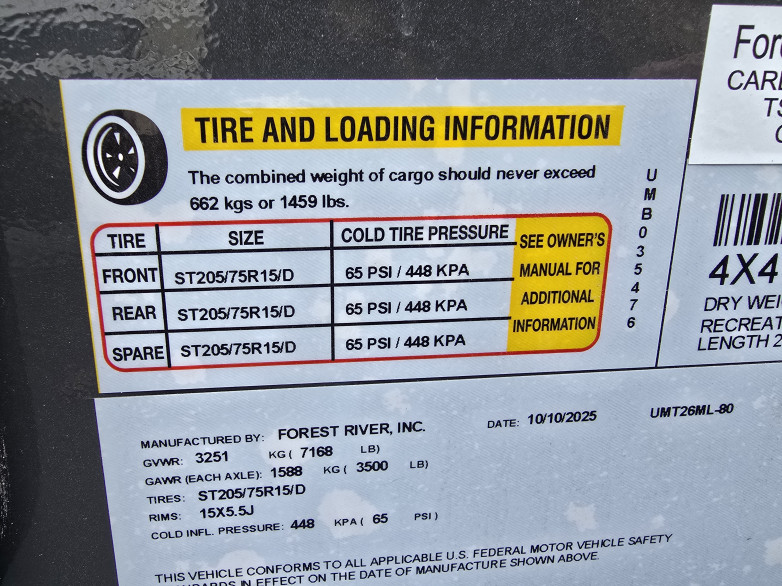 TIRE AND LOADING INFORMATION
The combined weight of cargo should never exceed
662 kgs or 1459 lbs.
TIRE SIZE COLD TIRE PRESSURE
FRONT ST205/75R15/D 65 PSI / 448 KPA
REAR ST205/75R15/D 65 PSI / 448 KPA
SPARE ST205/75R15/D 65 PSI / 448 KPA
SEE OWNER'S
MANUAL FOR
ADDITIONAL
INFORMATION
UMB035476
4X4
DRY
LENGTH
MANUFACTURED BY: FOREST RIVER, INC. DATE: 10/10/2025 UMT26ML-80
GVWR: 3251 KG ( 7168 LB)
GAWR (EACH AXLE): 1588 KG ( 3500 LB)
TIRES: ST205/75R15/D
RIMS: 15X5.5J
COLD INFL. PRESSURE: 448 KPA ( 65 PSI )
THIS VEHICLE CONFORMS TO ALL APPLICABLE U.S. FEDERAL MOTOR VEHICLE SAFETY
IN EFFECT ON THE DATE OF MANUFACTURE SHOWN ABOVE.